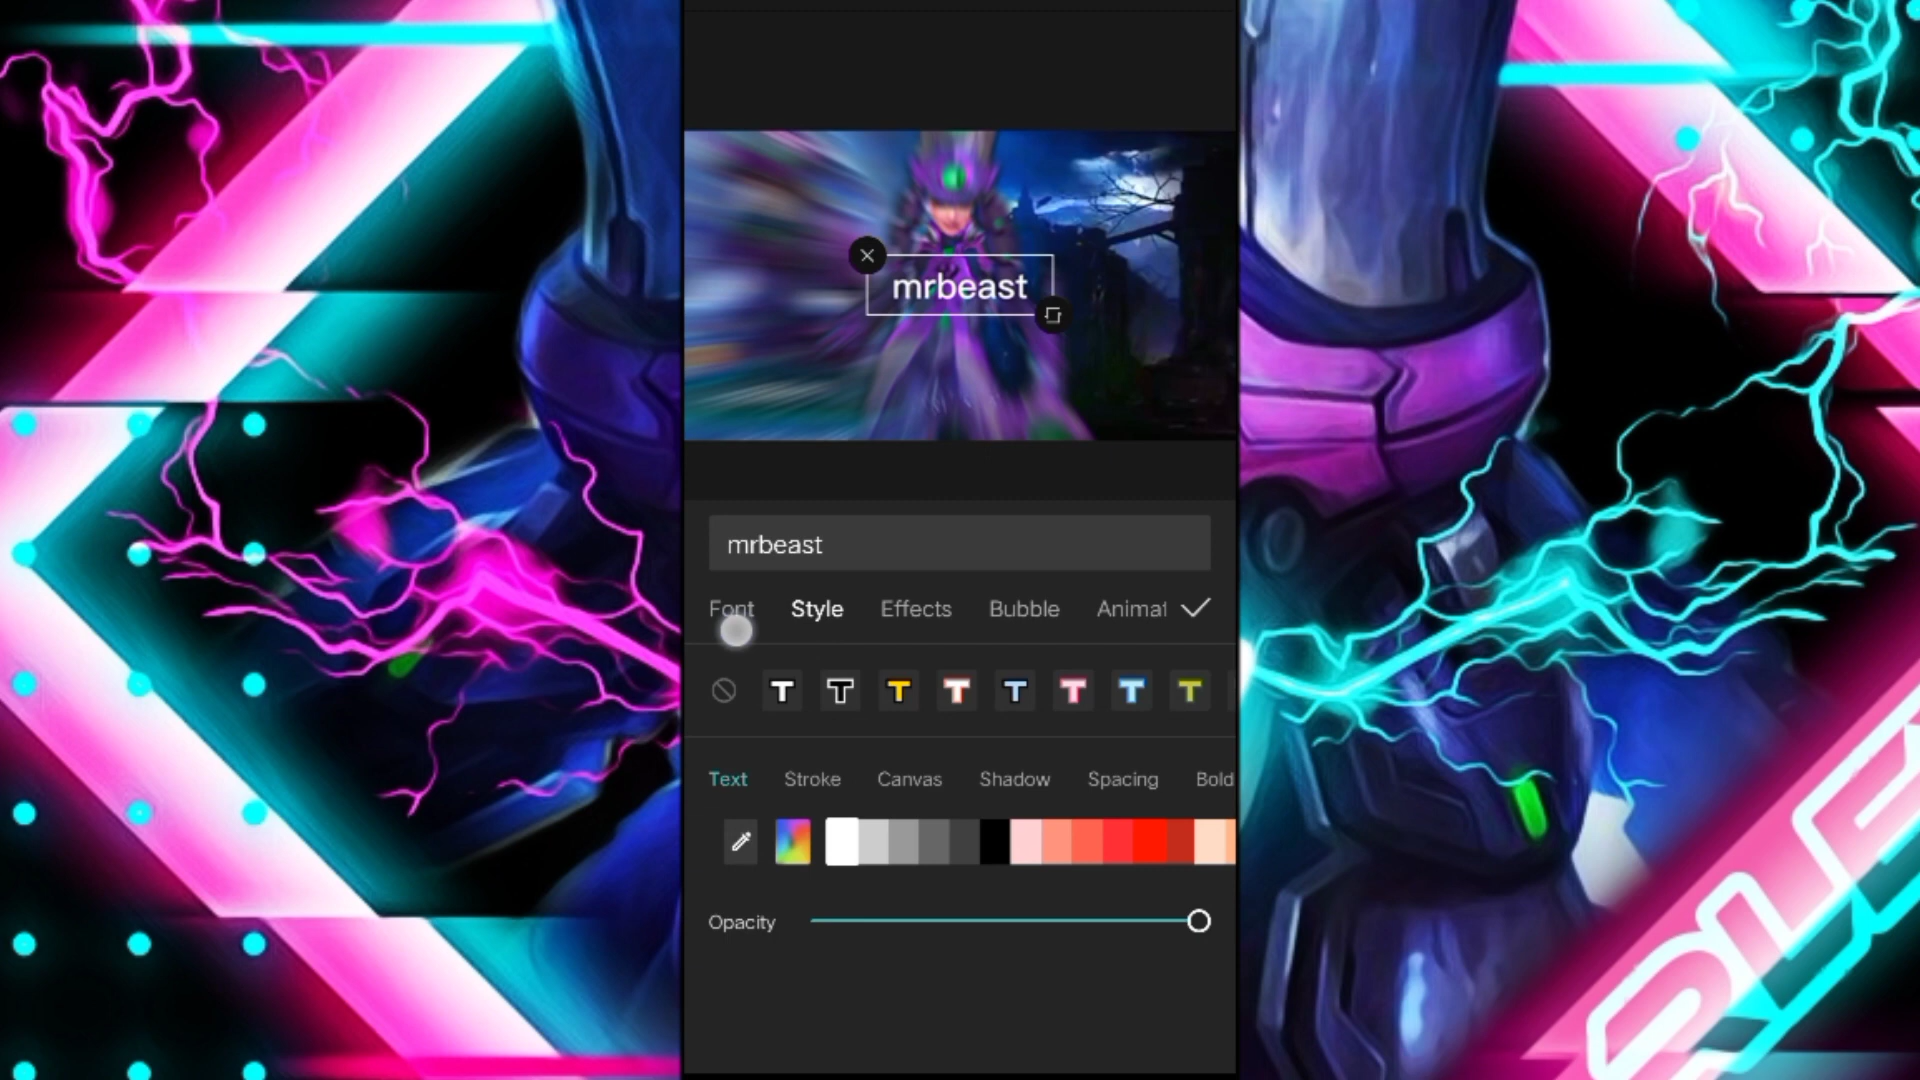 mrbeast
mrbeast
Font Style Effects Bubble Animat
T T T T T T T T
Text Stroke Canvas Shadow Spacing Bold
Opacity